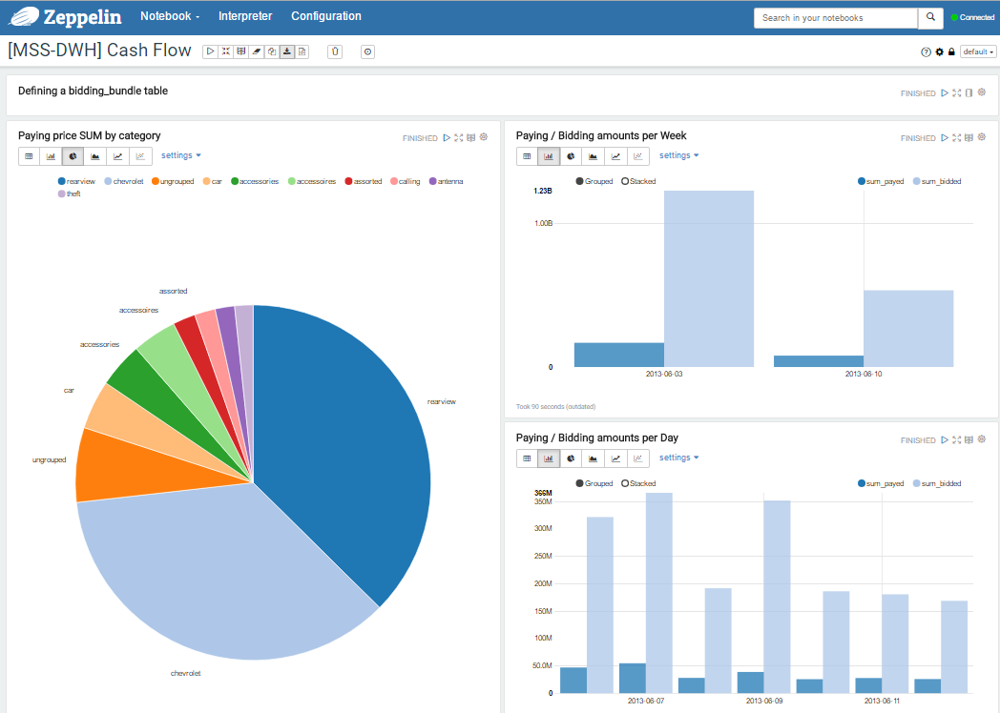 Zeppelin Notebook Interpreter Configuration Search in your notebooks Connected
[MSS-DWH] Cash Flow default
Defining a bidding_bundle table FINISHED
Paying price SUM by category FINISHED
settings
rearview chevrolet ungrouped car accessories accessoires assorted calling antenna
theft
assorted
accessoires
accessories
car
rearview
ungrouped
chevrolet
Paying / Bidding amounts per Week FINISHED
settings
Grouped Stacked sum_payed sum_bidded
1.23B
1.00B
0
2013-06-03 2013-06-10
Took 90 seconds (outdated)
Paying / Bidding amounts per Day FINISHED
settings
Grouped Stacked sum_payed sum_bidded
366M
350M
300M
250M
200M
150M
100M
50.0M
0
2013-06-07 2013-06-09 2013-06-11